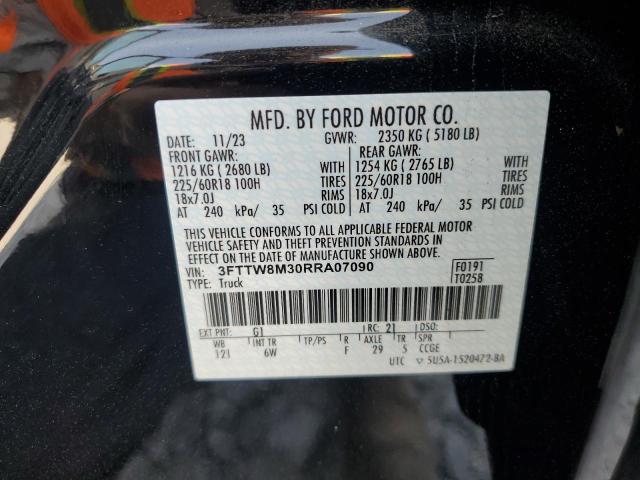 MFD. BY FORD MOTOR CO.
DATE: 11/23 GVWR: 2350 KG ( 5180 LB)
FRONT GAWR: REAR GAWR:
1216 KG ( 2680 LB) WITH 1254 KG ( 2765 LB) WITH
225/60R18 100H TIRES 225/60R18 100H TIRES
18x7.0J RIMS 18x7.0J RIMS
AT 240 kPa/ 35 PSI COLD AT 240 kPa/ 35 PSI COLD
THIS VEHICLE CONFORMS TO ALL APPLICABLE FEDERAL MOTOR
VEHICLE SAFETY AND THEFT PREVENTION STANDARDS IN
EFFECT ON THE DATE OF MANUFACTURE SHOWN ABOVE.
VIN: 3FTTW8M30RRA07090 F0191
TYPE: Truck T0258
EXT PNT: G1 RC: 21 DSO:
WB INT TR TP/PS R AXLE TR SPR
121 6W F 29 5 CCGE
UTC 5U5A-1520472-BA